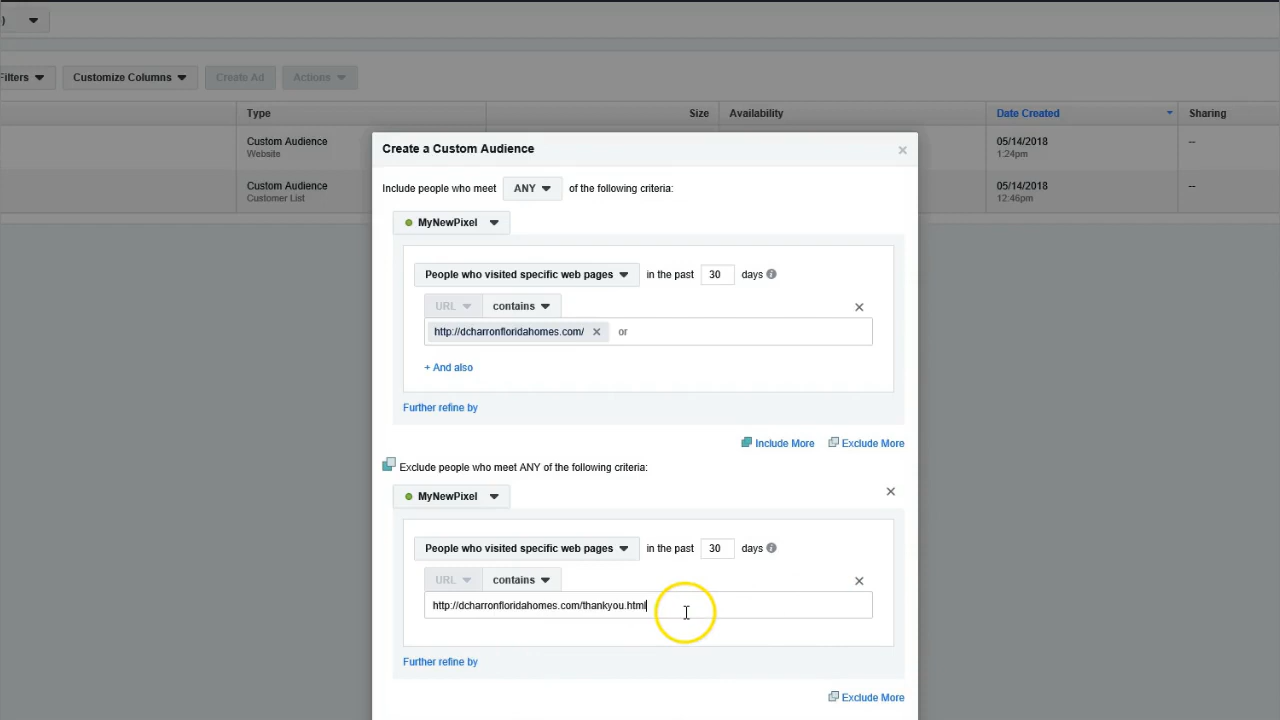 )
Filters
Customize Columns
Create Ad
Actions
Type
Size
Availability
Date Created
Sharing
Custom Audience
Website
05/14/2018
1:24pm
--
Custom Audience
Customer List
05/14/2018
12:46pm
--
Create a Custom Audience
Include people who meet ANY of the following criteria:
MyNewPixel
People who visited specific web pages in the past 30 days
URL contains
http://dcharronfloridahomes.com/ or
+ And also
Further refine by
Include More Exclude More
Exclude people who meet ANY of the following criteria:
MyNewPixel
People who visited specific web pages in the past 30 days
URL contains
http://dcharronfloridahomes.com/thankyou.html
Further refine by
Exclude More